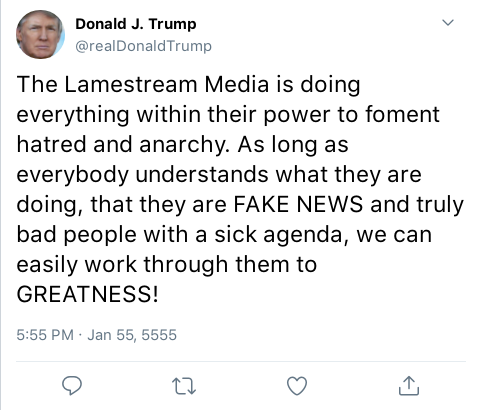 Donald J. Trump
@realDonaldTrump
The Lamestream Media is doing
everything within their power to foment
hatred and anarchy. As long as
everybody understands what they are
doing, that they are FAKE NEWS and truly
bad people with a sick agenda, we can
easily work through them to
GREATNESS!
5:55 PM · Jan 55, 5555